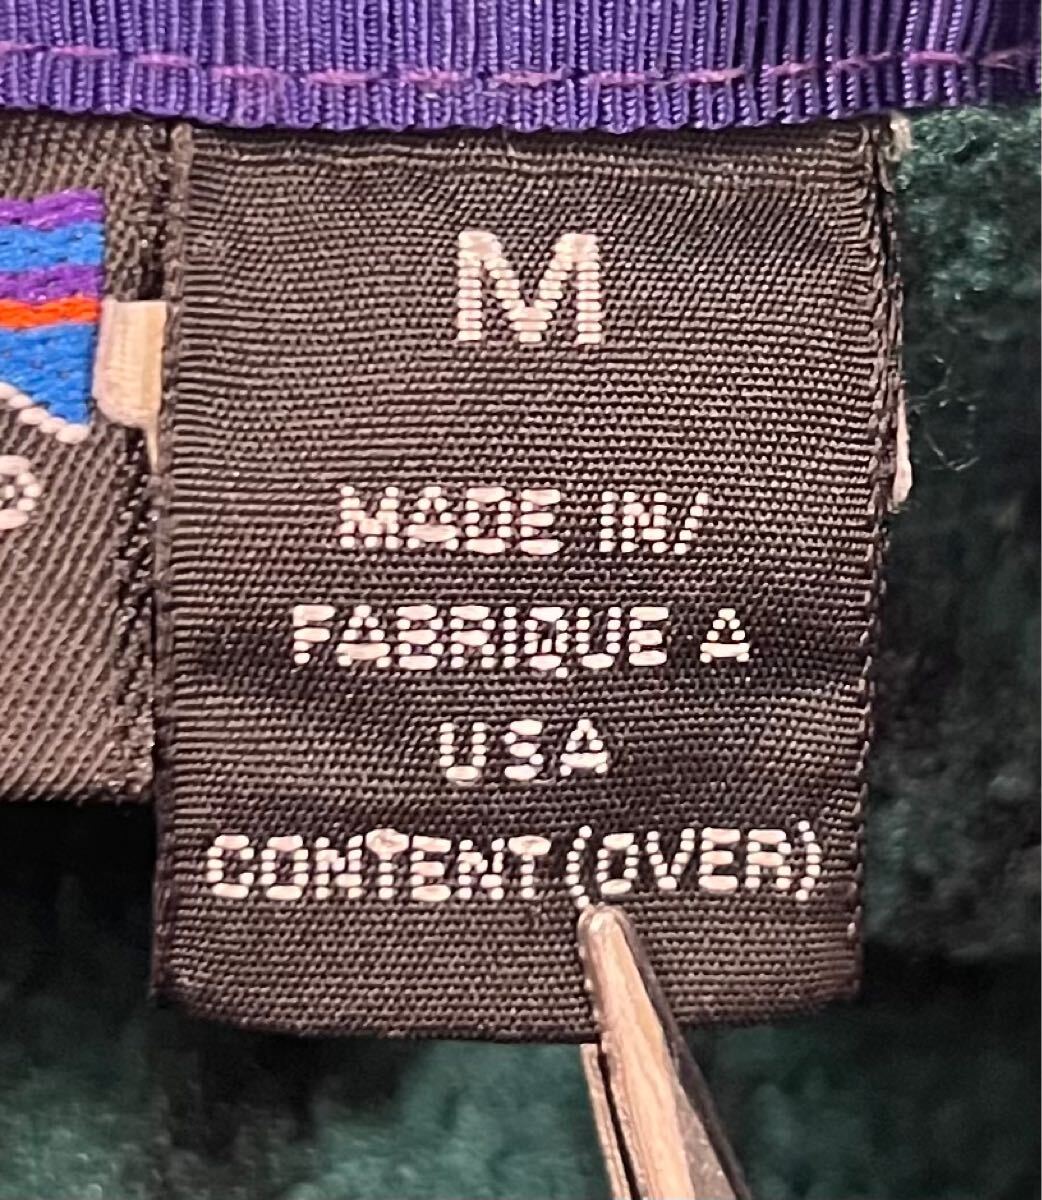 M
MADE IN/
FABRIQUE A
USA
CONTENT (OVER)